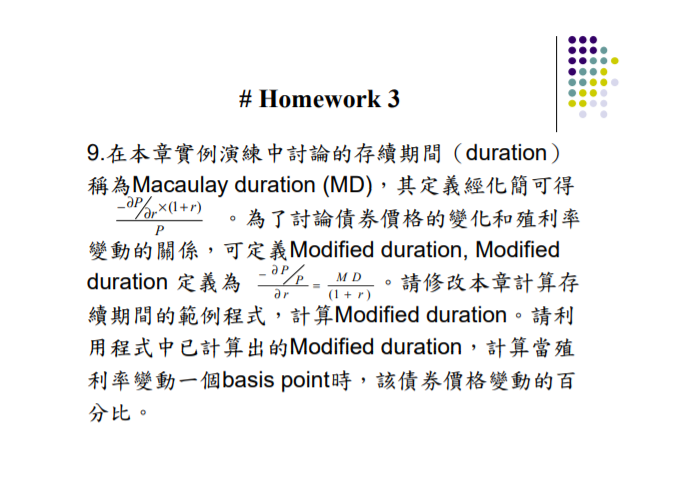 # Homework 3
9.在本章實例演練中討論的存續期間（duration）
稱為Macaulay duration (MD)，其定義經化簡可得
$\frac{-\partial P/\partial r \times (1+r)}{P}$ 。為了討論債券價格的變化和殖利率
變動的關係，可定義Modified duration, Modified
duration 定義為 $\frac{-\partial P/P}{\partial r} = \frac{MD}{(1+r)}$ 。請修改本章計算存
續期間的範例程式，計算Modified duration。請利
用程式中已計算出的Modified duration，計算當殖
利率變動一個basis point時，該債券價格變動的百
分比。